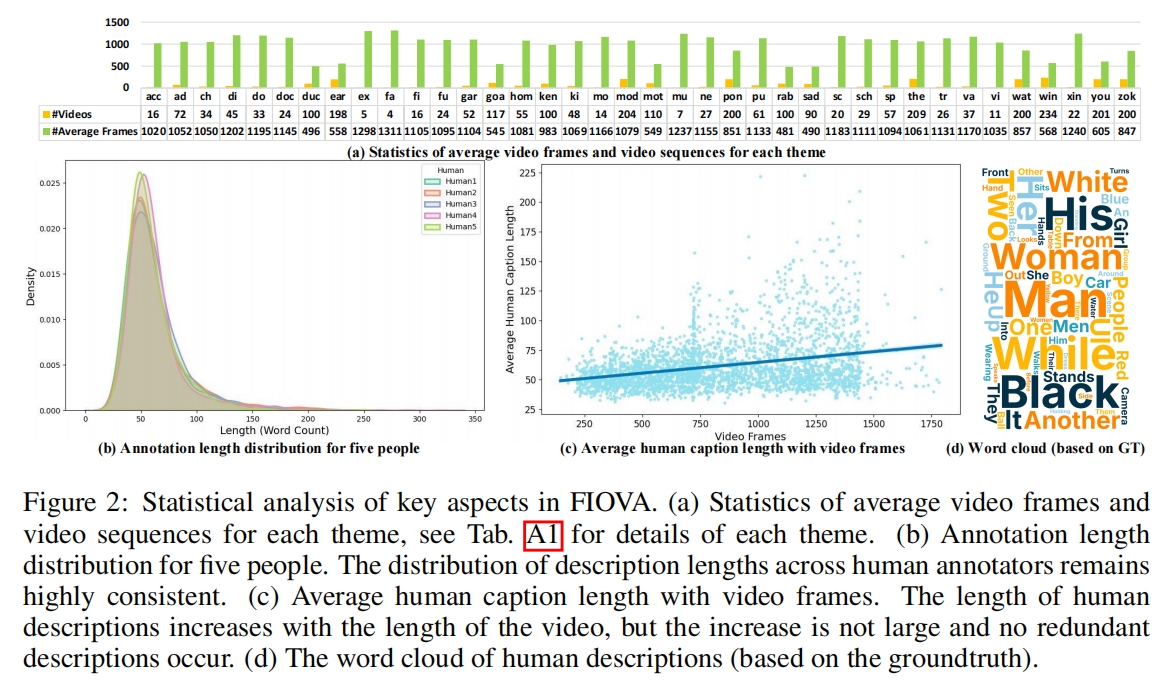 1500
1000
500
0
acc ad ch di do doc duc ear ex fa fi fu gar goa hom ken ki mo mod mot mu ne pon pu rab sad sc sch sp the tr va vi wat win xin you zok
#Videos 16 72 34 45 33 24 100 198 5 4 16 24 52 117 55 91 48 14 204 110 7 27 200 61 100 90 20 29 57 206 26 37 11 200 234 22 201 200
#Average Frames 1020 1052 1050 1202 1195 1145 496 558 1298 1311 1105 1095 1104 545 1081 983 1069 1166 1079 549 1237 1155 851 1133 481 490 1183 1111 1094 1061 1131 1170 1035 857 568 1240 605 847
(a) Statistics of average video frames and video sequences for each theme
Human
Human1
Human2
Human3
Human4
Human5
0.025
0.020
0.015
0.010
0.005
0.000
Density
0 50 100 150 200 250 300 350
Length (Word Count)
(b) Annotation length distribution for five people
225
200
175
150
125
100
75
50
25
Average Human Caption Length
250 500 750 1000 1250 1500 1750
Video Frames
(c) Average human caption length with video frames
Front Other Turns
Hand Sits White
Two Her His Blue
Seen Back Hands An Girl
Looks Down From
Ground Woman Group
Out She Boy Car Around
He Up Man People
Into One Women Men Him
Water
While Red
Wearing Walks Their
Black Stands
They Side Camera
Ball It Another Them
(d) Word cloud (based on GT)
Figure 2: Statistical analysis of key aspects in FIOVA. (a) Statistics of average video frames and
video sequences for each theme, see Tab. A1 for details of each theme. (b) Annotation length
distribution for five people. The distribution of description lengths across human annotators remains
highly consistent. (c) Average human caption length with video frames. The length of human
descriptions increases with the length of the video, but the increase is not large and no redundant
descriptions occur. (d) The word cloud of human descriptions (based on the groundtruth).